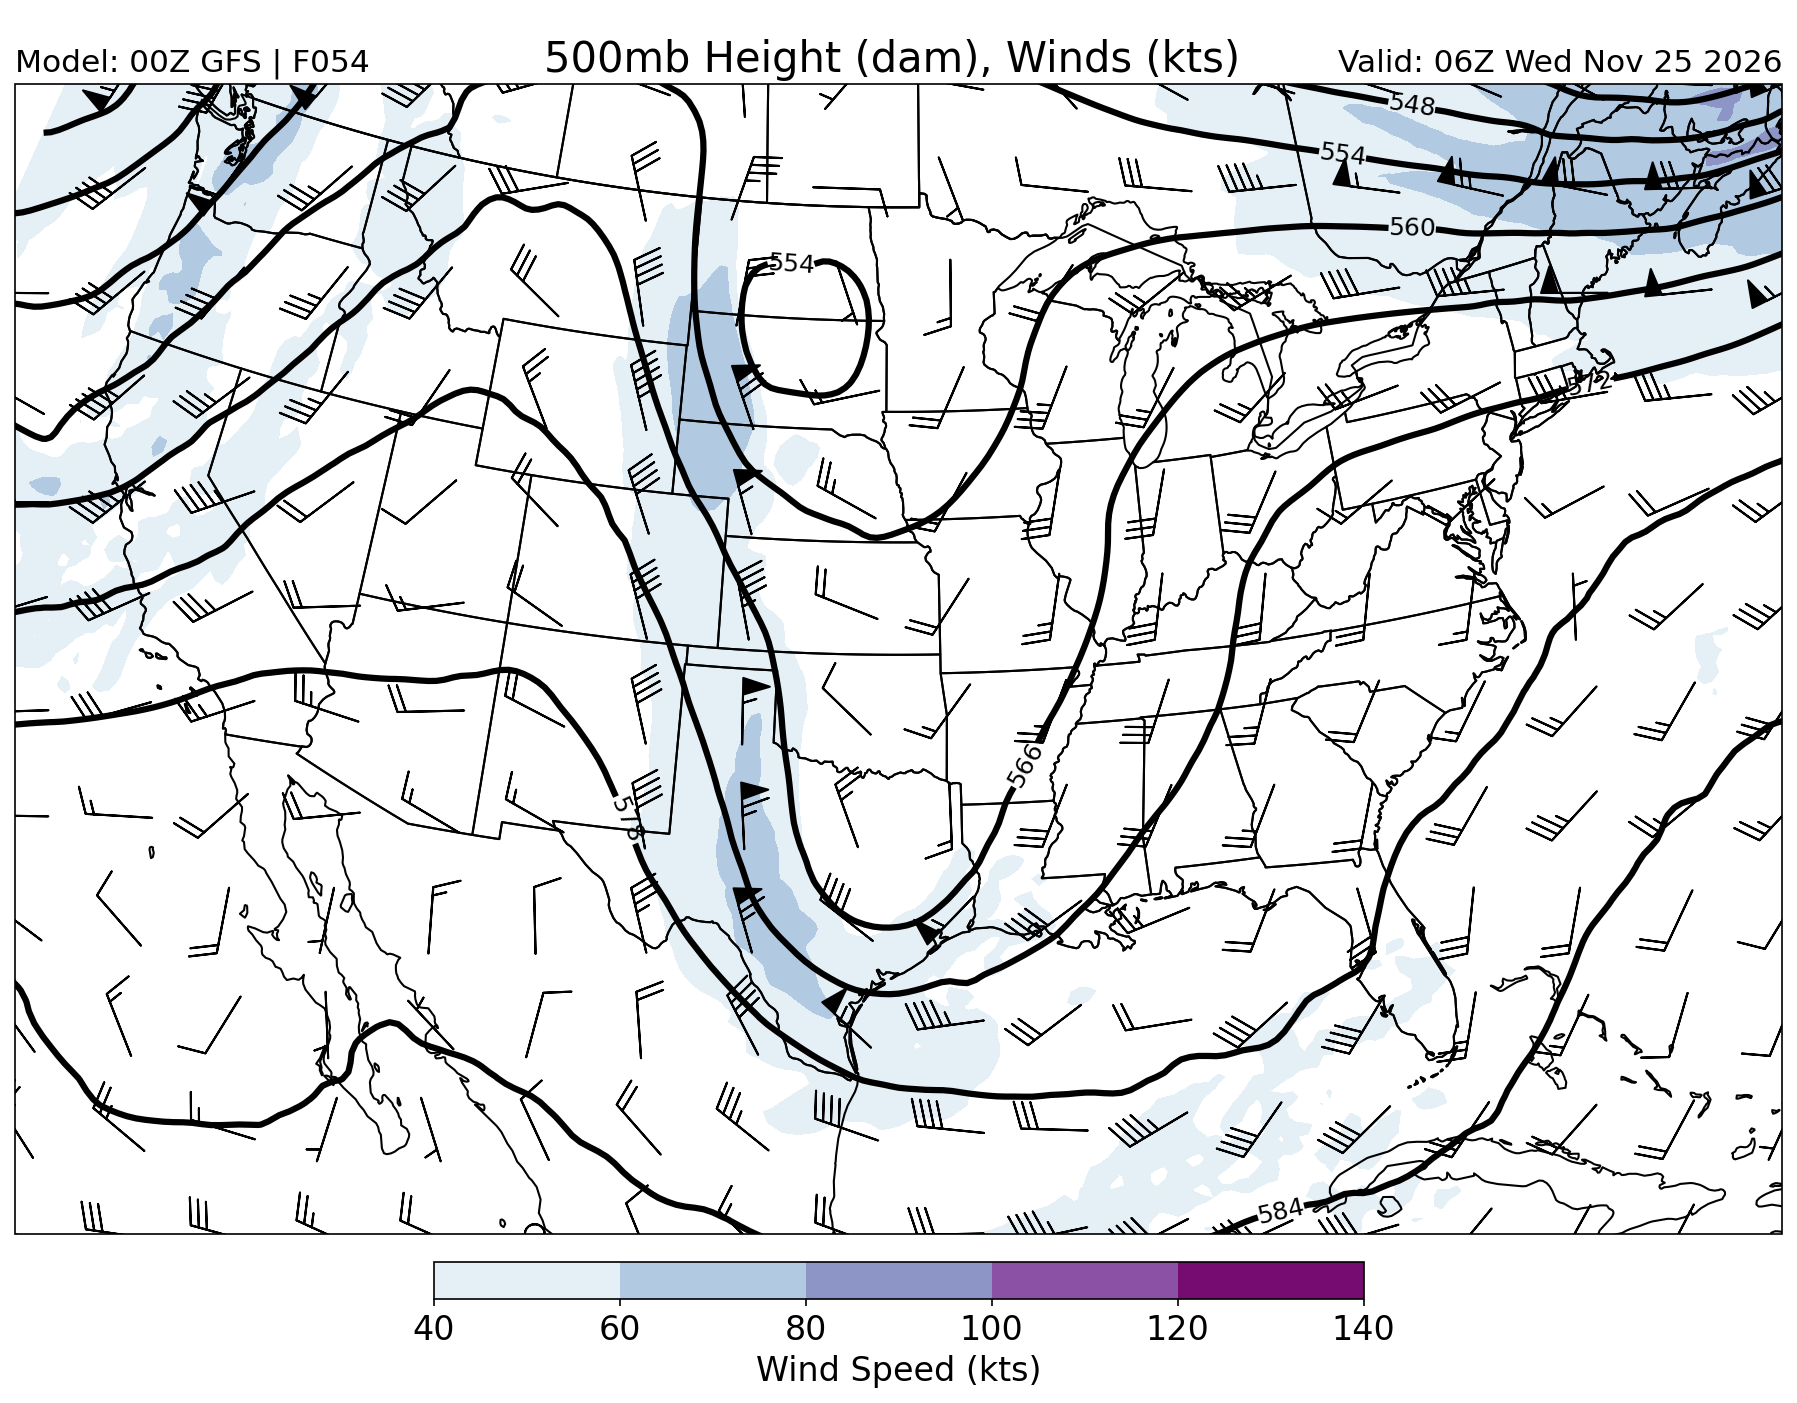 Model: 00Z GFS | F054
500mb Height (dam), Winds (kts)
Valid: 06Z Wed Nov 25 2026
548
554
560
554
572
566
578
584
40 60 80 100 120 140
Wind Speed (kts)